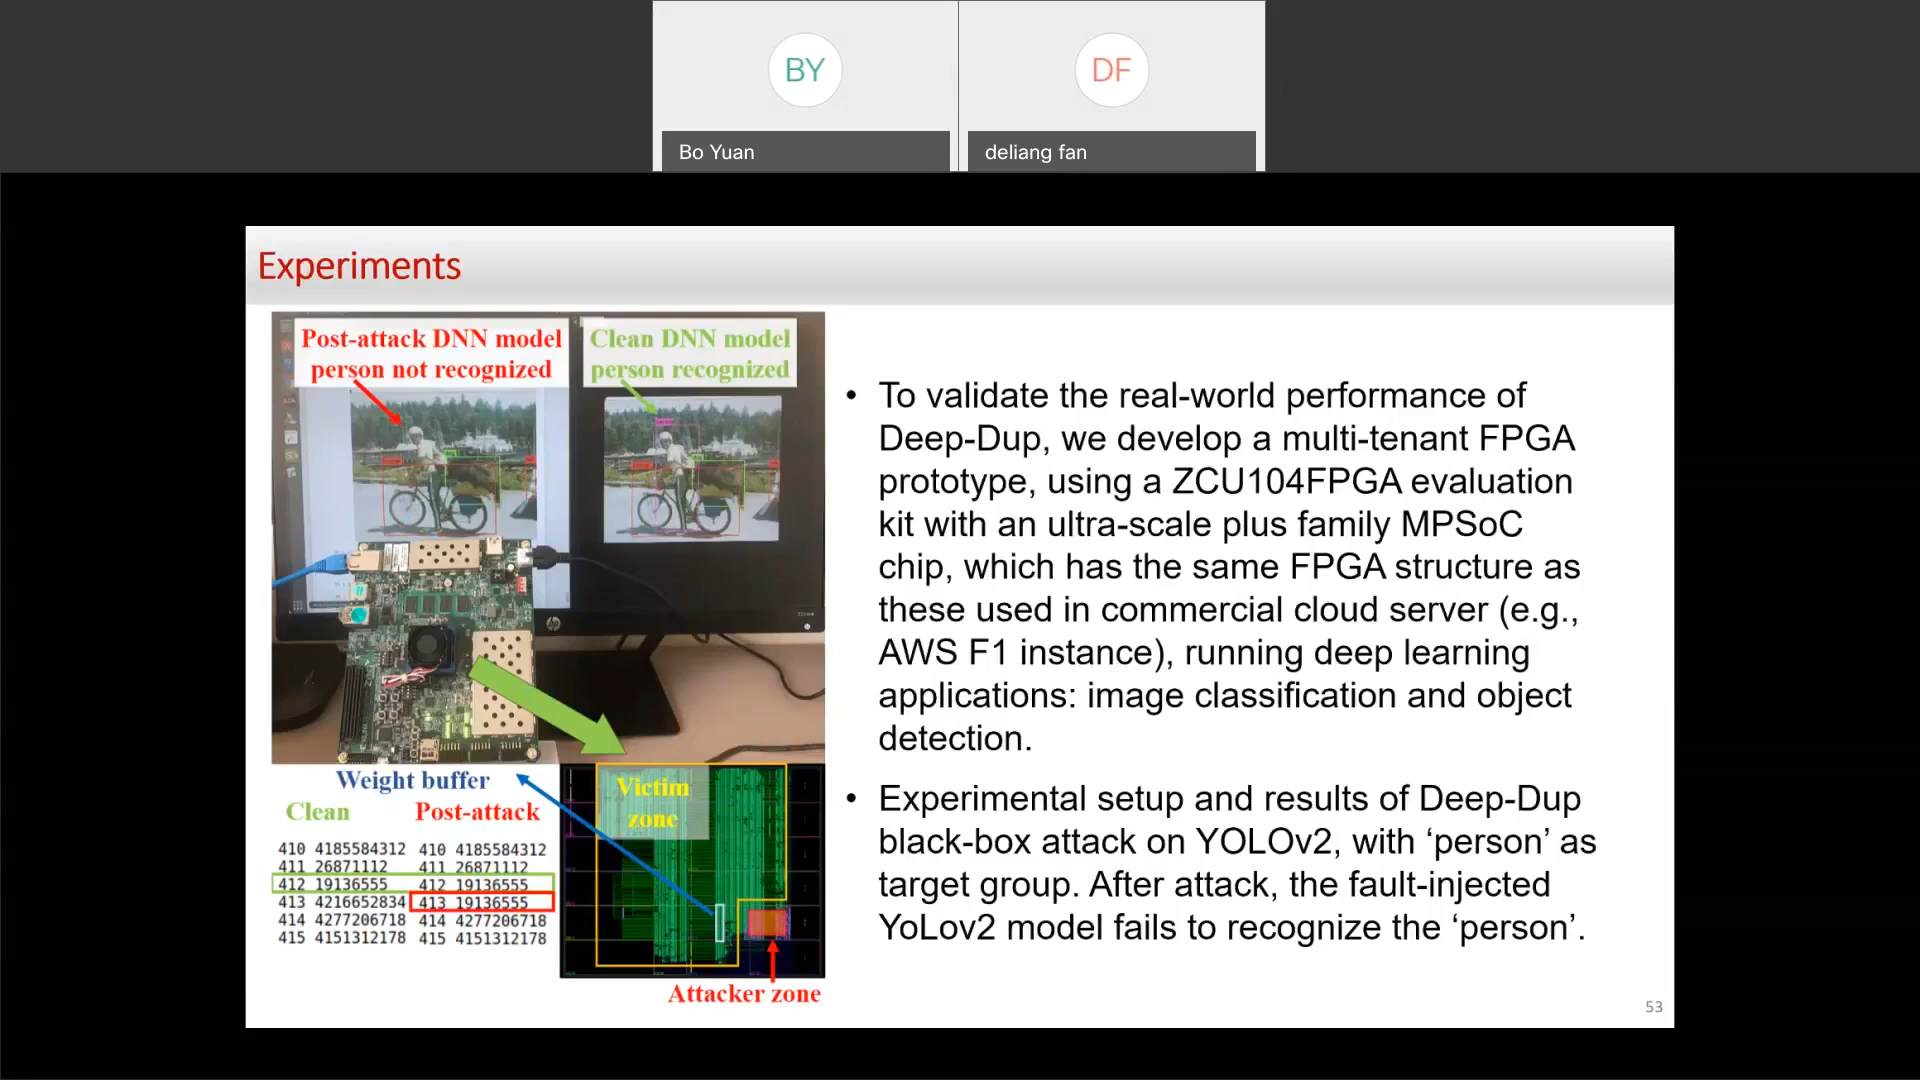 BY
DF
Bo Yuan
deliang fan
Experiments
Post-attack DNN model
person not recognized
Clean DNN model
person recognized
Weight buffer
Clean
Post-attack
410 4185584312 410 4185584312
411 26871112 411 26871112
412 19136555 412 19136555
413 4216652834 413 19136555
414 4277206718 414 4277206718
415 4151312178 415 4151312178
Victim
zone
Attacker zone
• To validate the real-world performance of
Deep-Dup, we develop a multi-tenant FPGA
prototype, using a ZCU104FPGA evaluation
kit with an ultra-scale plus family MPSoC
chip, which has the same FPGA structure as
these used in commercial cloud server (e.g.,
AWS F1 instance), running deep learning
applications: image classification and object
detection.
• Experimental setup and results of Deep-Dup
black-box attack on YOLOv2, with ‘person’ as
target group. After attack, the fault-injected
YoLov2 model fails to recognize the ‘person’.
53